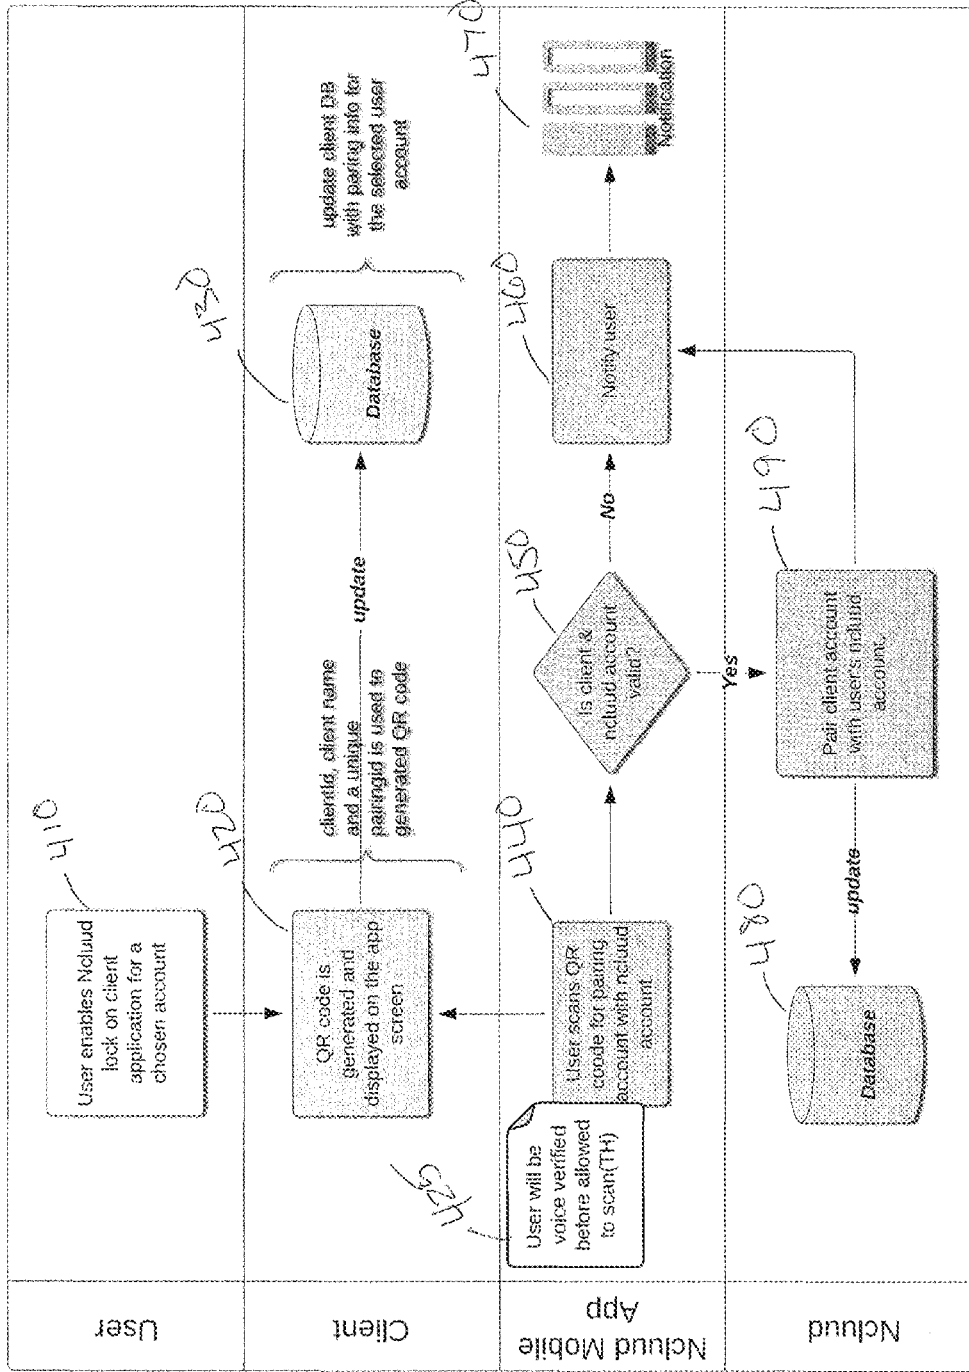 User
User enables Ncluud
lock on client
application for a
chosen account
410
Client
QR code is
generated and
displayed on the app
screen
420
clientId, client name
and a unique
pairingid is used to
generated QR code
update
Database
430
update client DB
with paring info for
the selected user
account
Ncluud Mobile
App
User will be
voice verified
before allowed
to scan(TH)
425
User scans QR
conde for pairing
account with ncluud
account
440
Is client &
ncluud account
valid?
450
No
Yes
Notify user
460
Notification
470
Ncluud
Database
480
update
Pair client account
with user's ncluud
account.
490